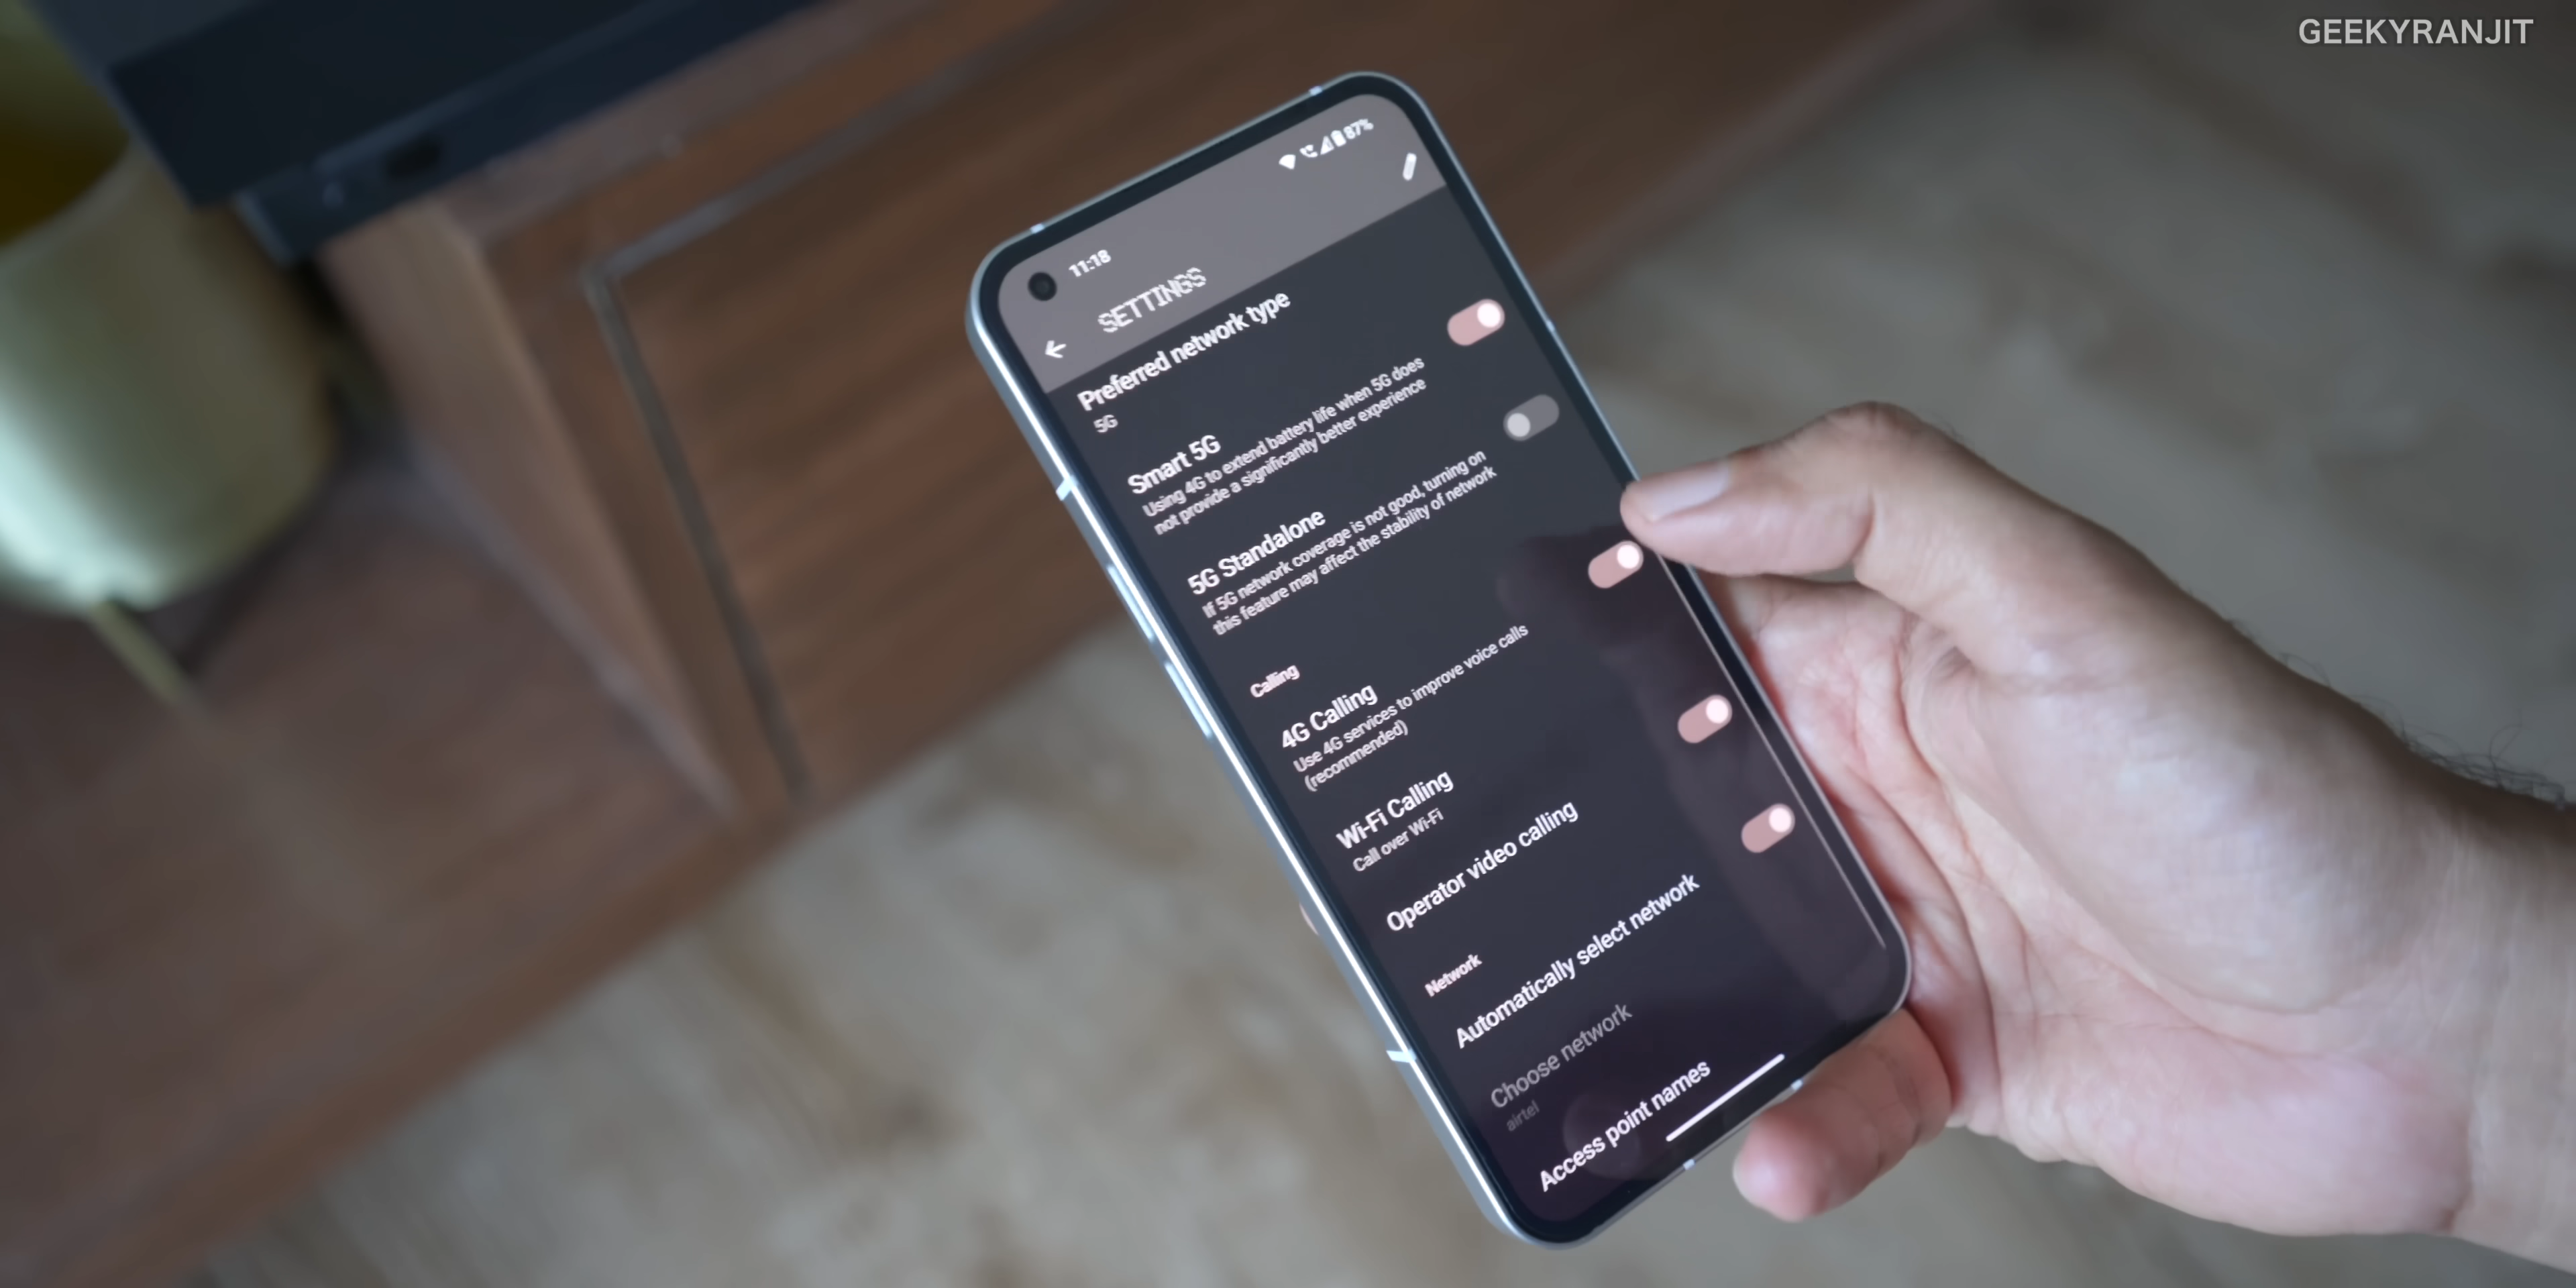 GEEKYRANJIT
11:18
87%
SETTINGS
Preferred network type
5G
Smart 5G
Using 4G to extend battery life when 5G does
not provide a significantly better experience
5G Standalone
If 5G network coverage is not good, turning on
this feature may affect the stability of network
Calling
4G Calling
Use 4G services to improve voice calls
(recommended)
Wi-Fi Calling
Call over Wi-Fi
Operator video calling
Network
Automatically select network
Choose network
airtel
Access point names